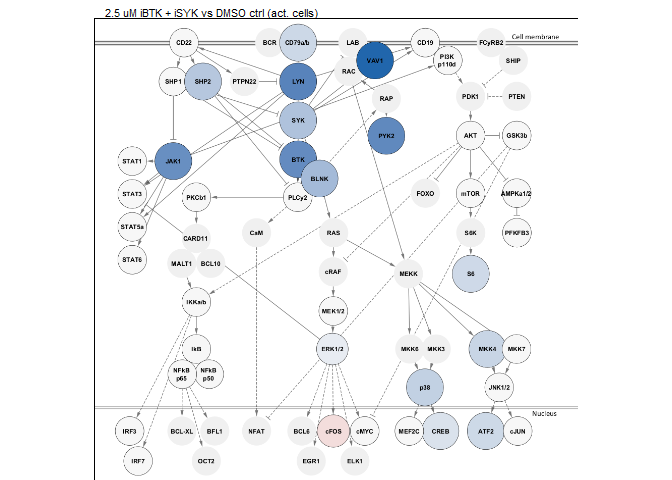 2.5 uM iBTK + iSYK vs DMSO ctrl (act. cells)
Cell membrane
CD22
BCR
CD79a/b
LAB
CD19
FCyRB2
VAV1
PI3K
p110d
SHIP
RAC
SHP1
SHP2
PTPN22
LYN
RAP
PDK1
PTEN
SYK
PYK2
AKT
GSK3b
STAT1
JAK1
BTK
BLNK
STAT3
PKCb1
PLCy2
FOXO
mTOR
AMPKa1/2
STAT5a
CARD11
CaM
RAS
S6K
PFKFB3
STAT6
MALT1
BCL10
cRAF
MEKK
S6
IKKa/b
MEK1/2
IkB
ERK1/2
MKK6
MKK3
MKK4
MKK7
NFkB
p65
NFkB
p50
p38
JNK1/2
Nucleus
IRF3
BCL-XL
BFL1
NFAT
BCL6
cFOS
cMYC
MEF2C
CREB
ATF2
cJUN
IRF7
OCT2
EGR1
ELK1